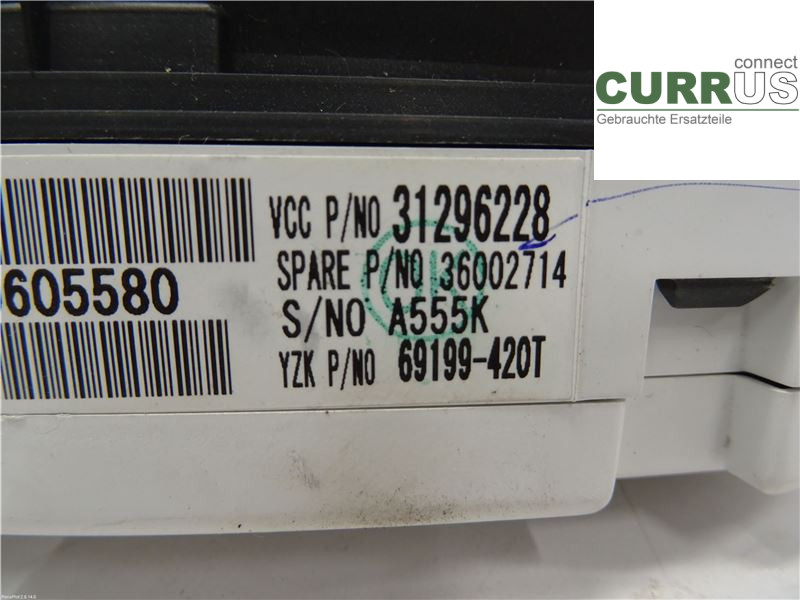 connect
CURRUS
Gebrauchte Ersatzteile
VCC P/NO 31296228
SPARE P/NO 36002714
605580
S/NO A555K
YZK P/NO 69199-420T